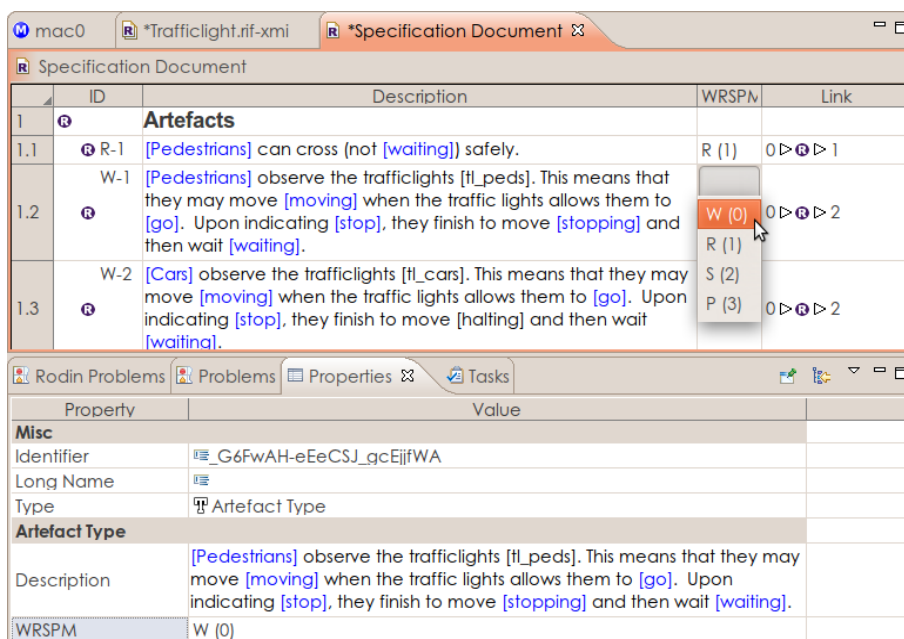 mac0 *Trafficlight.rif-xmi *Specification Document
Specification Document
ID Description WRSPM Link
1 Artefacts
1.1 R-1 [Pedestrians] can cross (not [waiting]) safely. R (1) 0 ▷ R ▷ 1
W-1 [Pedestrians] observe the trafficlights [tl_peds]. This means that
they may move [moving] when the traffic lights allows them to
1.2 [go]. Upon indicating [stop], they finish to move [stopping] and W (0) 0 ▷ R ▷ 2
then wait [waiting]. R (1)
W-2 [Cars] observe the trafficlights [tl_cars]. This means that they may S (2)
move [moving] when the traffic lights allows them to [go]. Upon P (3)
1.3 indicating [stop], they finish to move [halting] and then wait 0 ▷ R ▷ 2
[waiting].
Rodin Problems Problems Properties Tasks
Property Value
Misc
Identifier _G6FwAH-eEeCSJ_gcEjjfWA
Long Name
Type Artefact Type
Artefact Type
[Pedestrians] observe the trafficlights [tl_peds]. This means that they may
Description move [moving] when the traffic lights allows them to [go]. Upon
indicating [stop], they finish to move [stopping] and then wait [waiting].
WRSPM W (0)